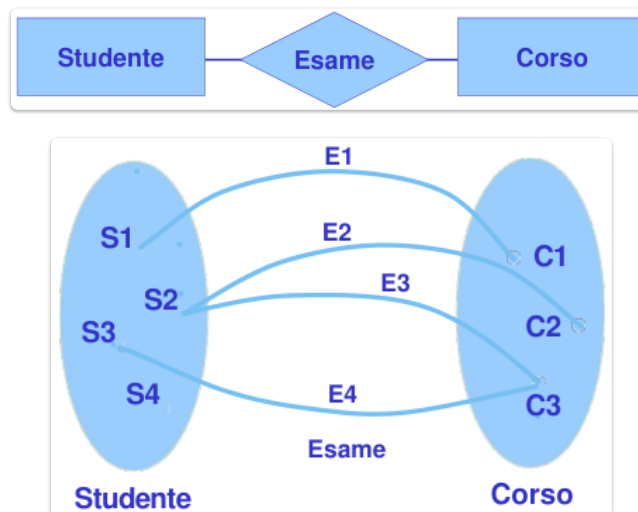 Studente
Esame
Corso
E1
S1
E2
C1
S2
E3
S3
C2
S4
E4
C3
Esame
Studente
Corso